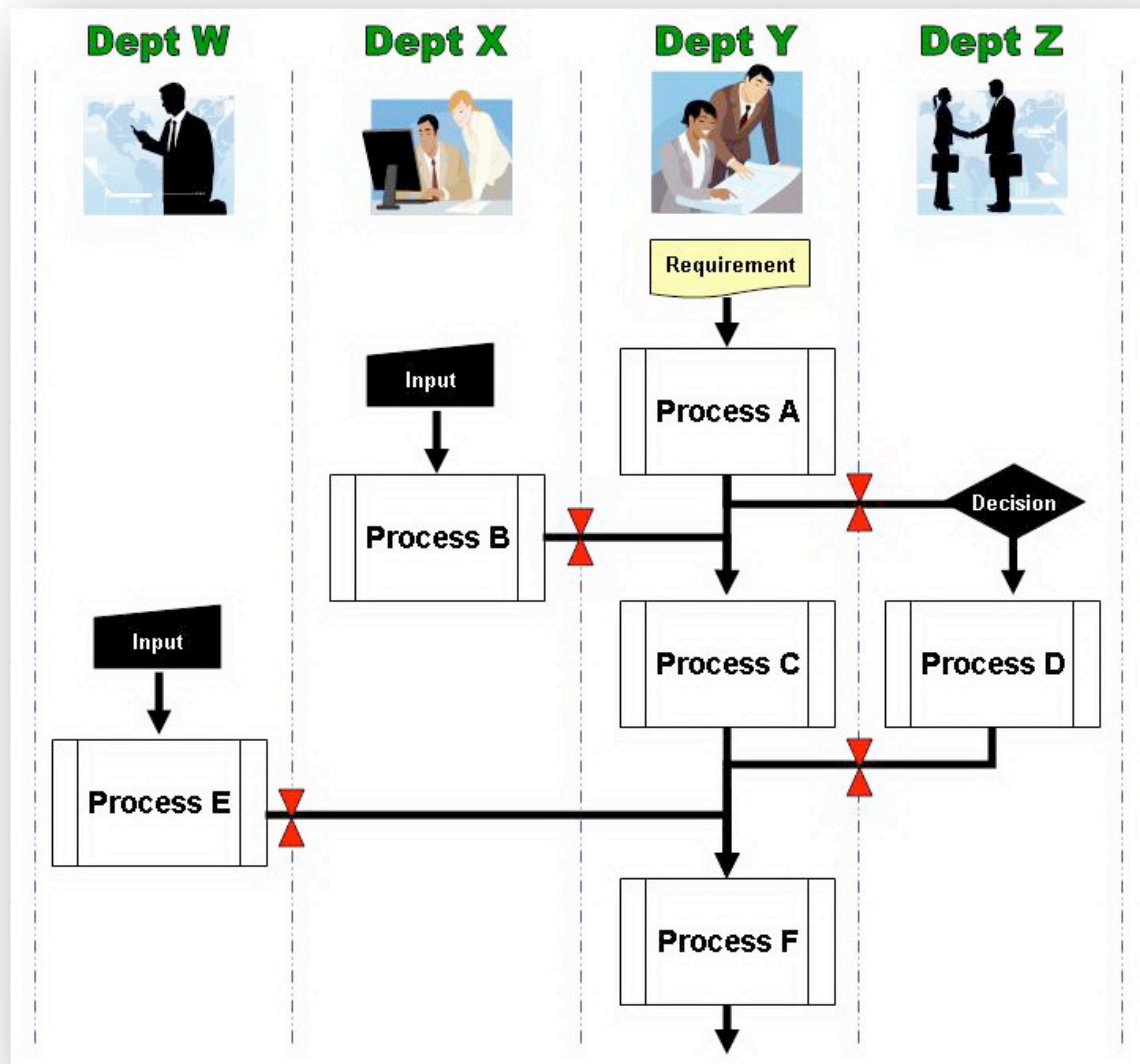 Dept W
Dept X
Dept Y
Dept Z
Requirement
Input
Process A
Decision
Process B
Input
Process C
Process D
Process E
Process F